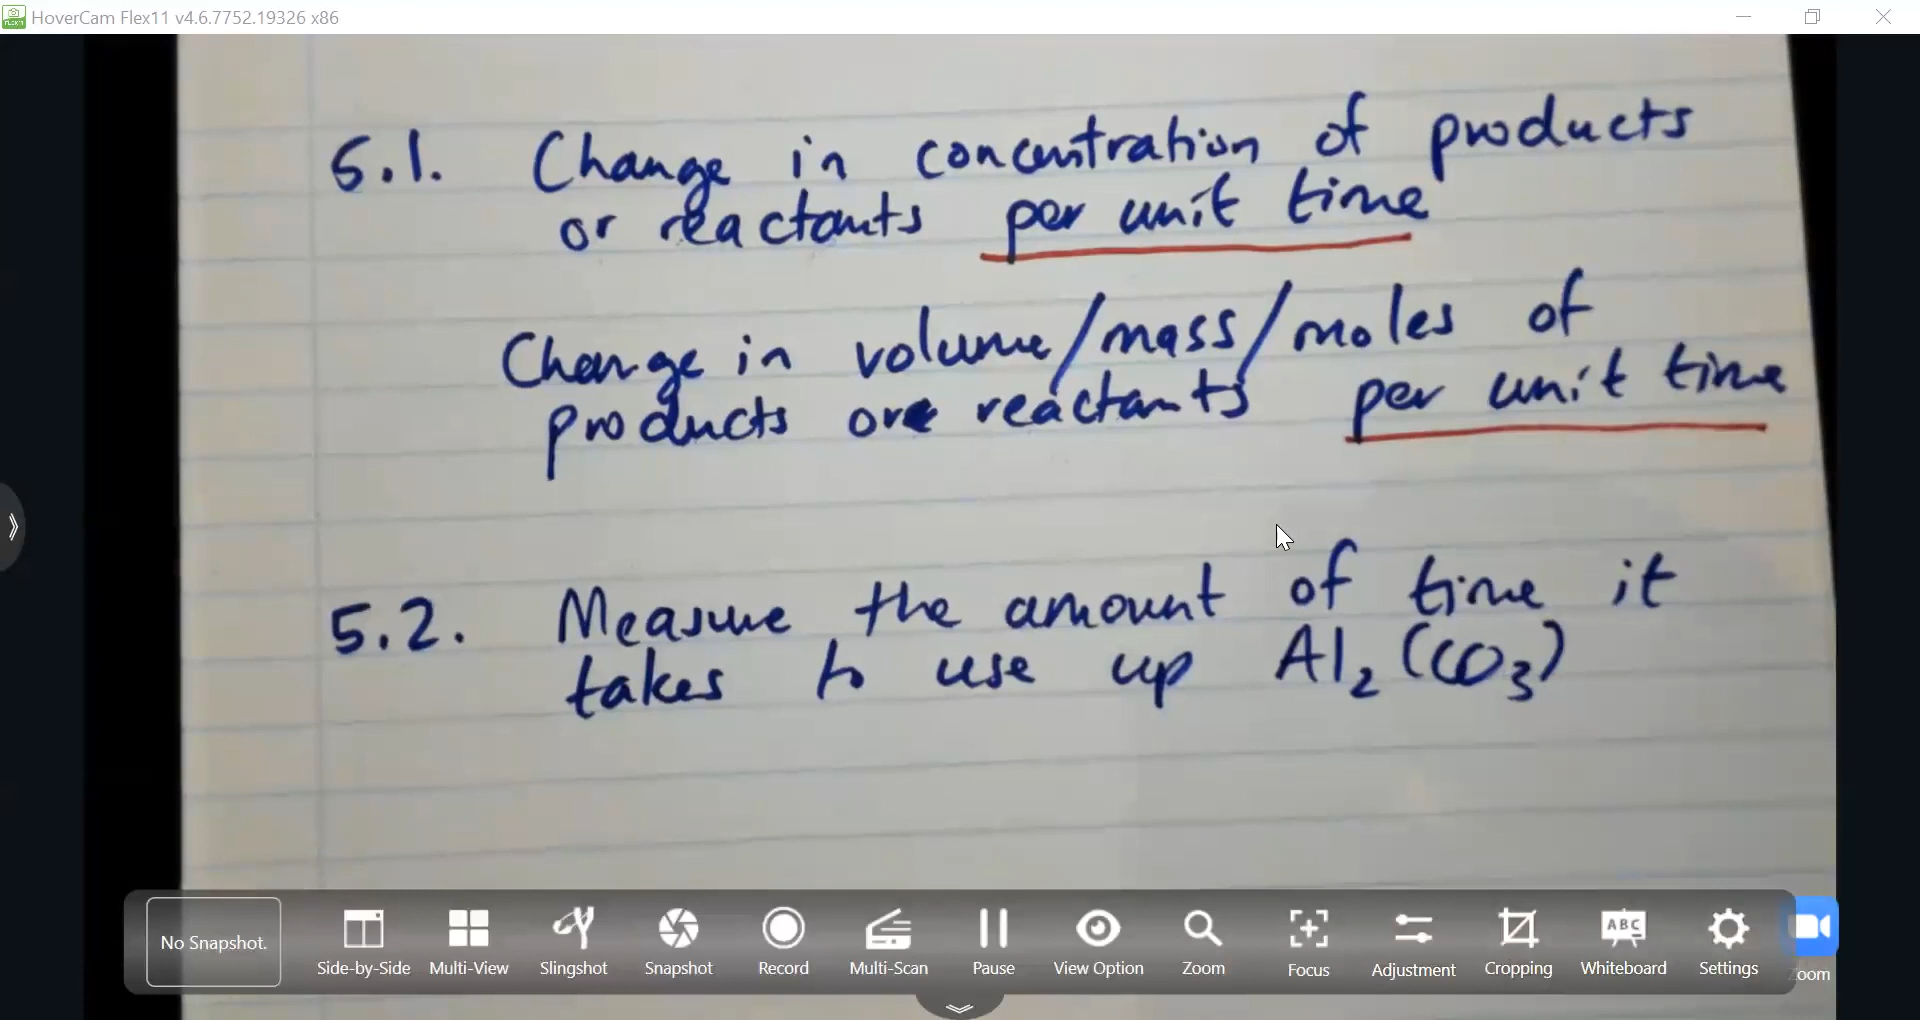 HoverCam Flex11 v4.6.7752.19326 x86
5.1. Change in concentration of products
or reactants per unit time
Change in volume/mass/moles of
products or reactants per unit time
5.2. Measure the amount of time it
takes to use up Al₂(CO₃)
No Snapshot.
Side-by-Side Multi-View Slingshot Snapshot Record Multi-Scan Pause View Option Zoom Focus Adjustment Cropping Whiteboard Settings oom